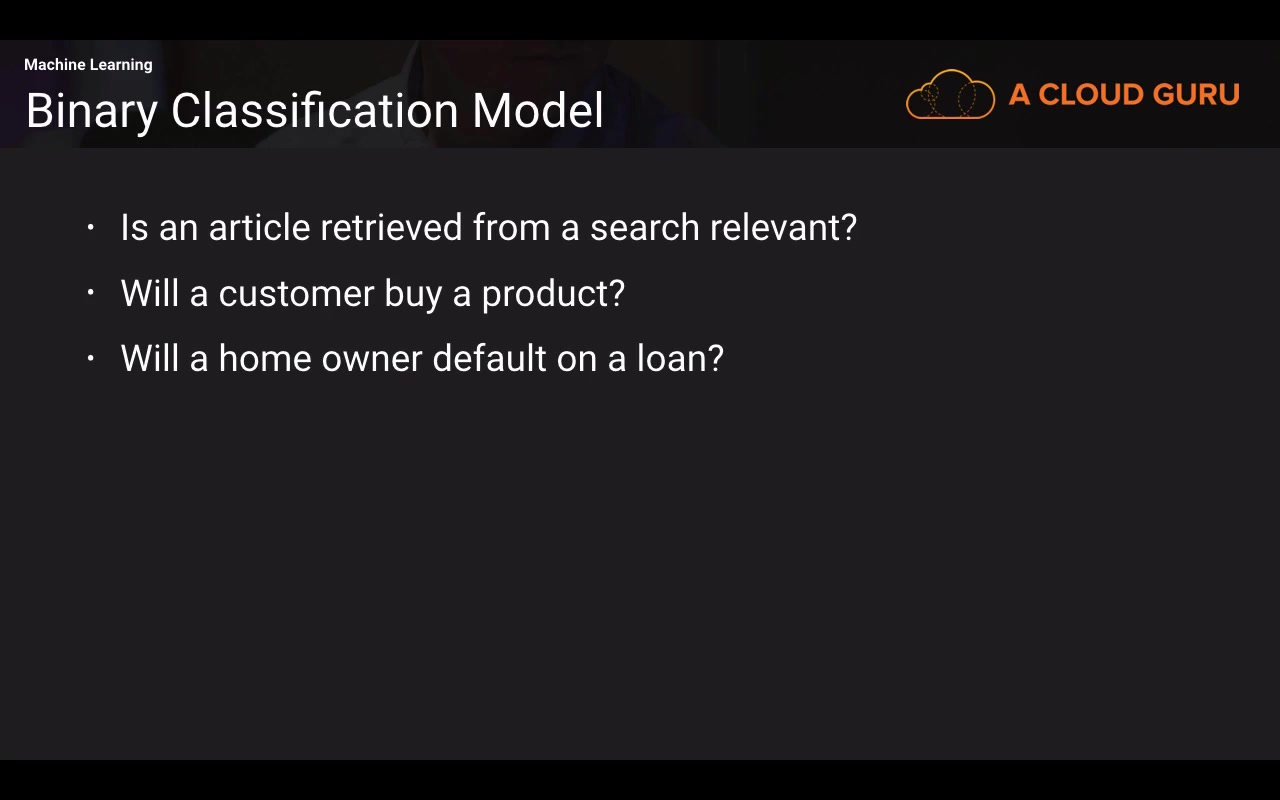 Machine Learning
Binary Classification Model
A CLOUD GURU
• Is an article retrieved from a search relevant?
• Will a customer buy a product?
• Will a home owner default on a loan?